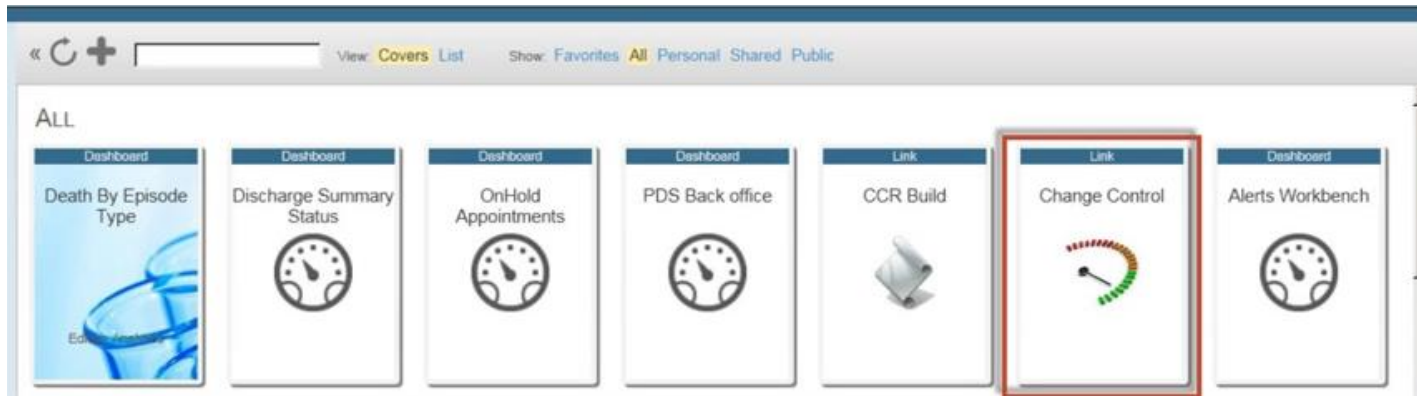 « View: Covers List Show: Favorites All Personal Shared Public
ALL
Dashboard
Death By Episode
Type
Dashboard
Discharge Summary
Status
Dashboard
OnHold
Appointments
Dashboard
PDS Back office
Link
CCR Build
Link
Change Control
Dashboard
Alerts Workbench